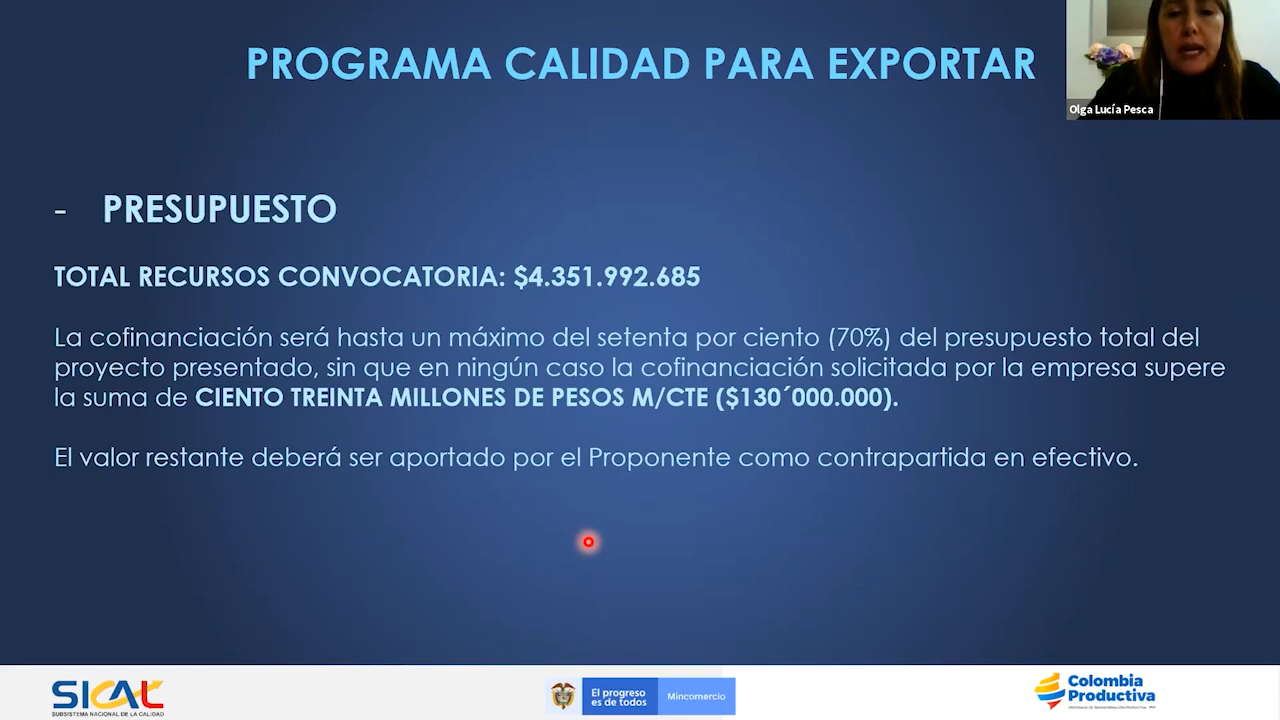 PROGRAMA CALIDAD PARA EXPORTAR
Olga Lucía Pesca
- PRESUPUESTO
TOTAL RECURSOS CONVOCATORIA: $4.351.992.685
La cofinanciación será hasta un máximo del setenta por ciento (70%) del presupuesto total del
proyecto presentado, sin que en ningún caso la cofinanciación solicitada por la empresa supere
la suma de CIENTO TREINTA MILLONES DE PESOS M/CTE ($130´000.000).
El valor restante deberá ser aportado por el Proponente como contrapartida en efectivo.
SICAL
SUBSISTEMA NACIONAL DE LA CALIDAD
El progreso
es de todos
Mincomercio
Colombia
Productiva